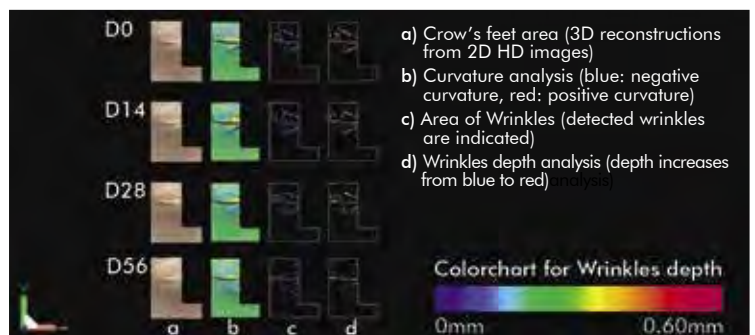 D0
D14
D28
D56
a b c d
a) Crow's feet area (3D reconstructions
from 2D HD images)
b) Curvature analysis (blue: negative
curvature, red: positive curvature)
c) Area of Wrinkles (detected wrinkles
are indicated)
d) Wrinkles depth analysis (depth increases
from blue to red) analysis)
Colorchart for Wrinkles depth
0mm 0.60mm